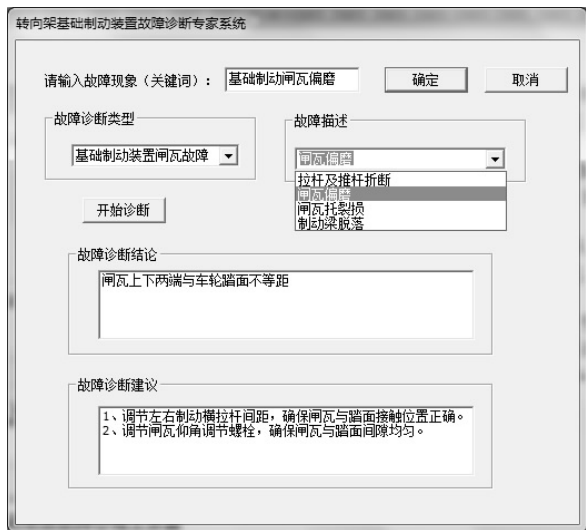 转向架基础制动装置故障诊断专家系统
请输入故障现象（关键词）: 基础制动闸瓦偏磨 确定 取消
故障诊断类型 故障描述
基础制动装置闸瓦故障 闸瓦偏磨
拉杆及推杆折断
闸瓦偏磨
闸瓦托裂损
制动梁脱落
开始诊断
故障诊断结论
闸瓦上下两端与车轮踏面不等距
故障诊断建议
1、调节左右制动横拉杆间距，确保闸瓦与踏面接触位置正确。
2、调节闸瓦仰角调节螺栓，确保闸瓦与踏面间隙均匀。